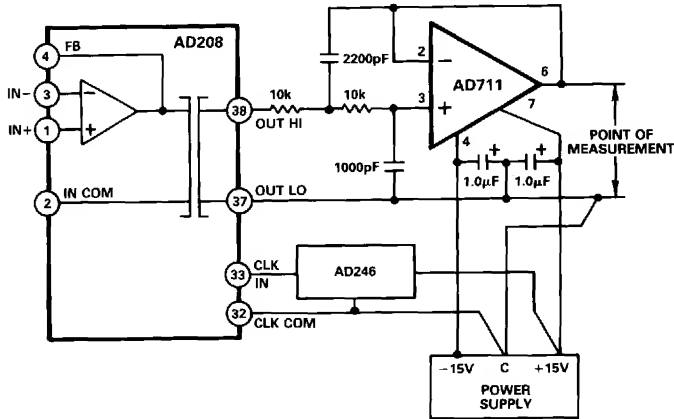 AD208
4 FB
3 IN−
1 IN+
2 IN COM
38 OUT HI
37 OUT LO
33 CLK IN
32 CLK COM
10k
10k
2200pF
1000pF
2 −
3 +
AD711
6
7
4
+ +
1.0μF 1.0μF
POINT OF
MEASUREMENT
AD246
−15V C +15V
POWER
SUPPLY